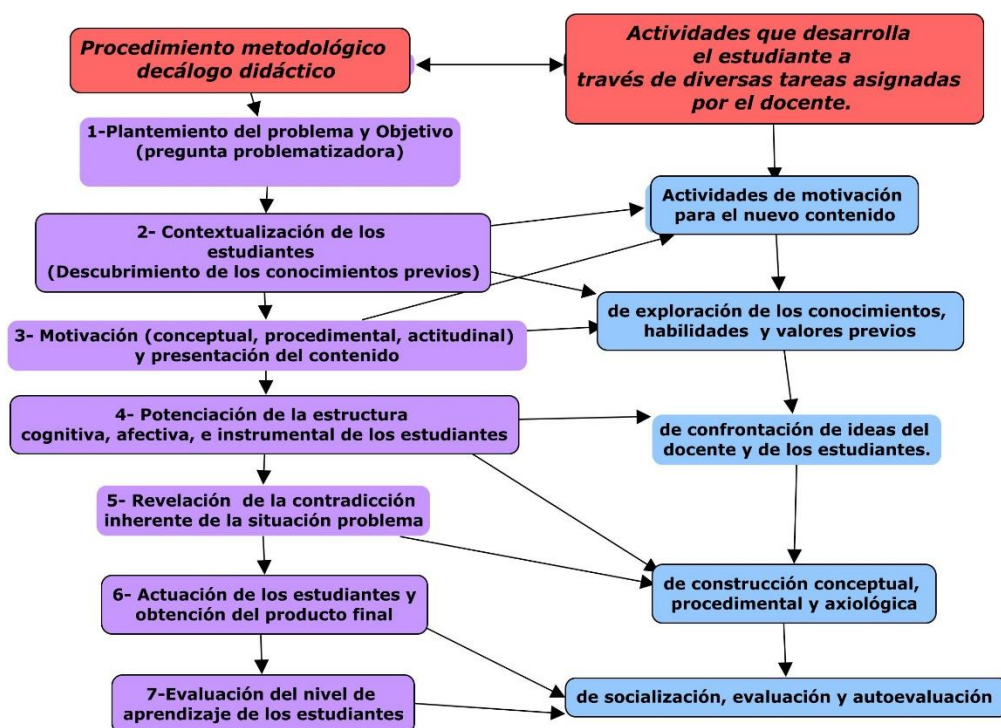 Procedimiento metodológico
decálogo didáctico
Actividades que desarrolla
el estudiante a
través de diversas tareas asignadas
por el docente.
1-Plantemiento del problema y Objetivo
(pregunta problematizadora)
2- Contextualización de los
estudiantes
(Descubrimiento de los conocimientos previos)
3- Motivación (conceptual, procedimental, actitudinal)
y presentación del contenido
4- Potenciación de la estructura
cognitiva, afectiva, e instrumental de los estudiantes
5- Revelación de la contradicción
inherente de la situación problema
6- Actuación de los estudiantes y
obtención del producto final
7-Evaluación del nivel de
aprendizaje de los estudiantes
Actividades de motivación
para el nuevo contenido
de exploración de los conocimientos,
habilidades y valores previos
de confrontación de ideas del
docente y de los estudiantes.
de construcción conceptual,
procedimental y axiológica
de socialización, evaluación y autoevaluación